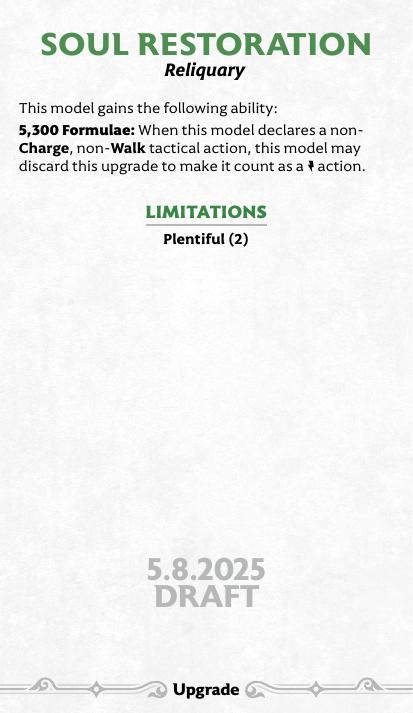 SOUL RESTORATION
Reliquary
This model gains the following ability:
5,300 Formulae: When this model declares a non-
Charge, non-Walk tactical action, this model may
discard this upgrade to make it count as a action.
LIMITATIONS
Plentiful (2)
5.8.2025
DRAFT
Upgrade